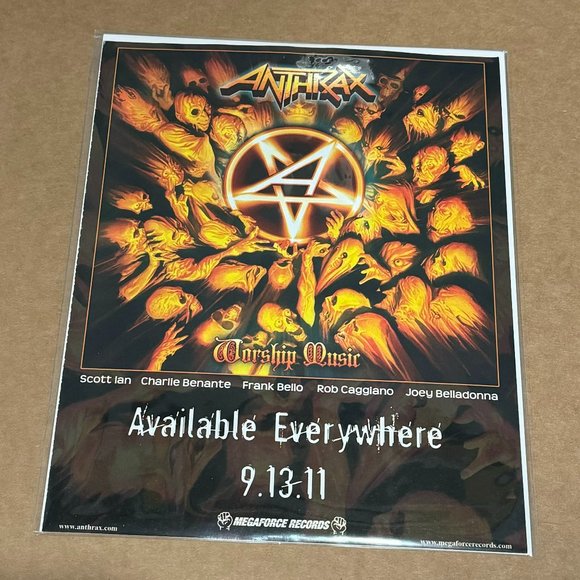 ANTHRAX
Worship Music
Scott Ian Charlie Benante Frank Bello Rob Caggiano Joey Belladonna
Available Everywhere
9.13.11
MEGAFORCE RECORDS
www.anthrax.com www.megaforcerecords.com